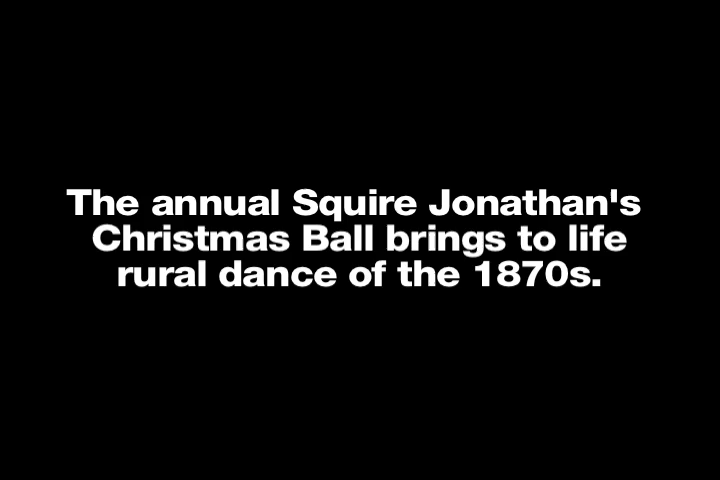 The annual Squire Jonathan's
Christmas Ball brings to life
rural dance of the 1870s.